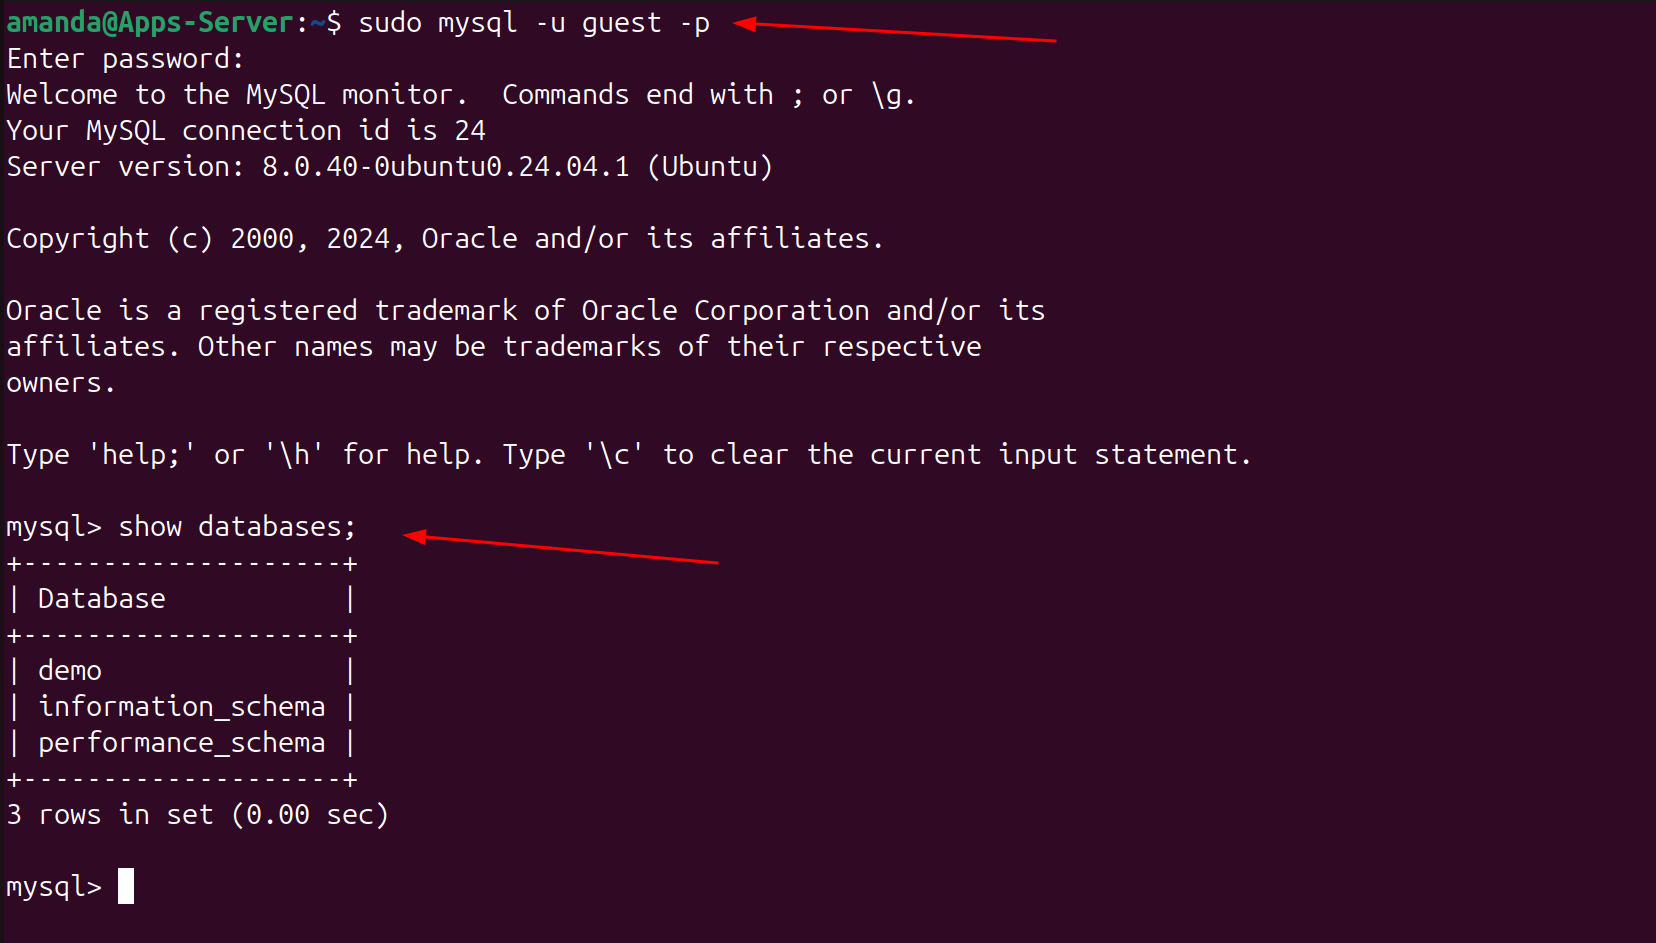 amanda@Apps-Server:~$ sudo mysql -u guest -p
Enter password:
Welcome to the MySQL monitor.  Commands end with ; or \g.
Your MySQL connection id is 24
Server version: 8.0.40-0ubuntu0.24.04.1 (Ubuntu)

Copyright (c) 2000, 2024, Oracle and/or its affiliates.

Oracle is a registered trademark of Oracle Corporation and/or its
affiliates. Other names may be trademarks of their respective
owners.

Type 'help;' or '\h' for help. Type '\c' to clear the current input statement.

mysql> show databases;
+--------------------+
| Database           |
+--------------------+
| demo               |
| information_schema |
| performance_schema |
+--------------------+
3 rows in set (0.00 sec)

mysql>